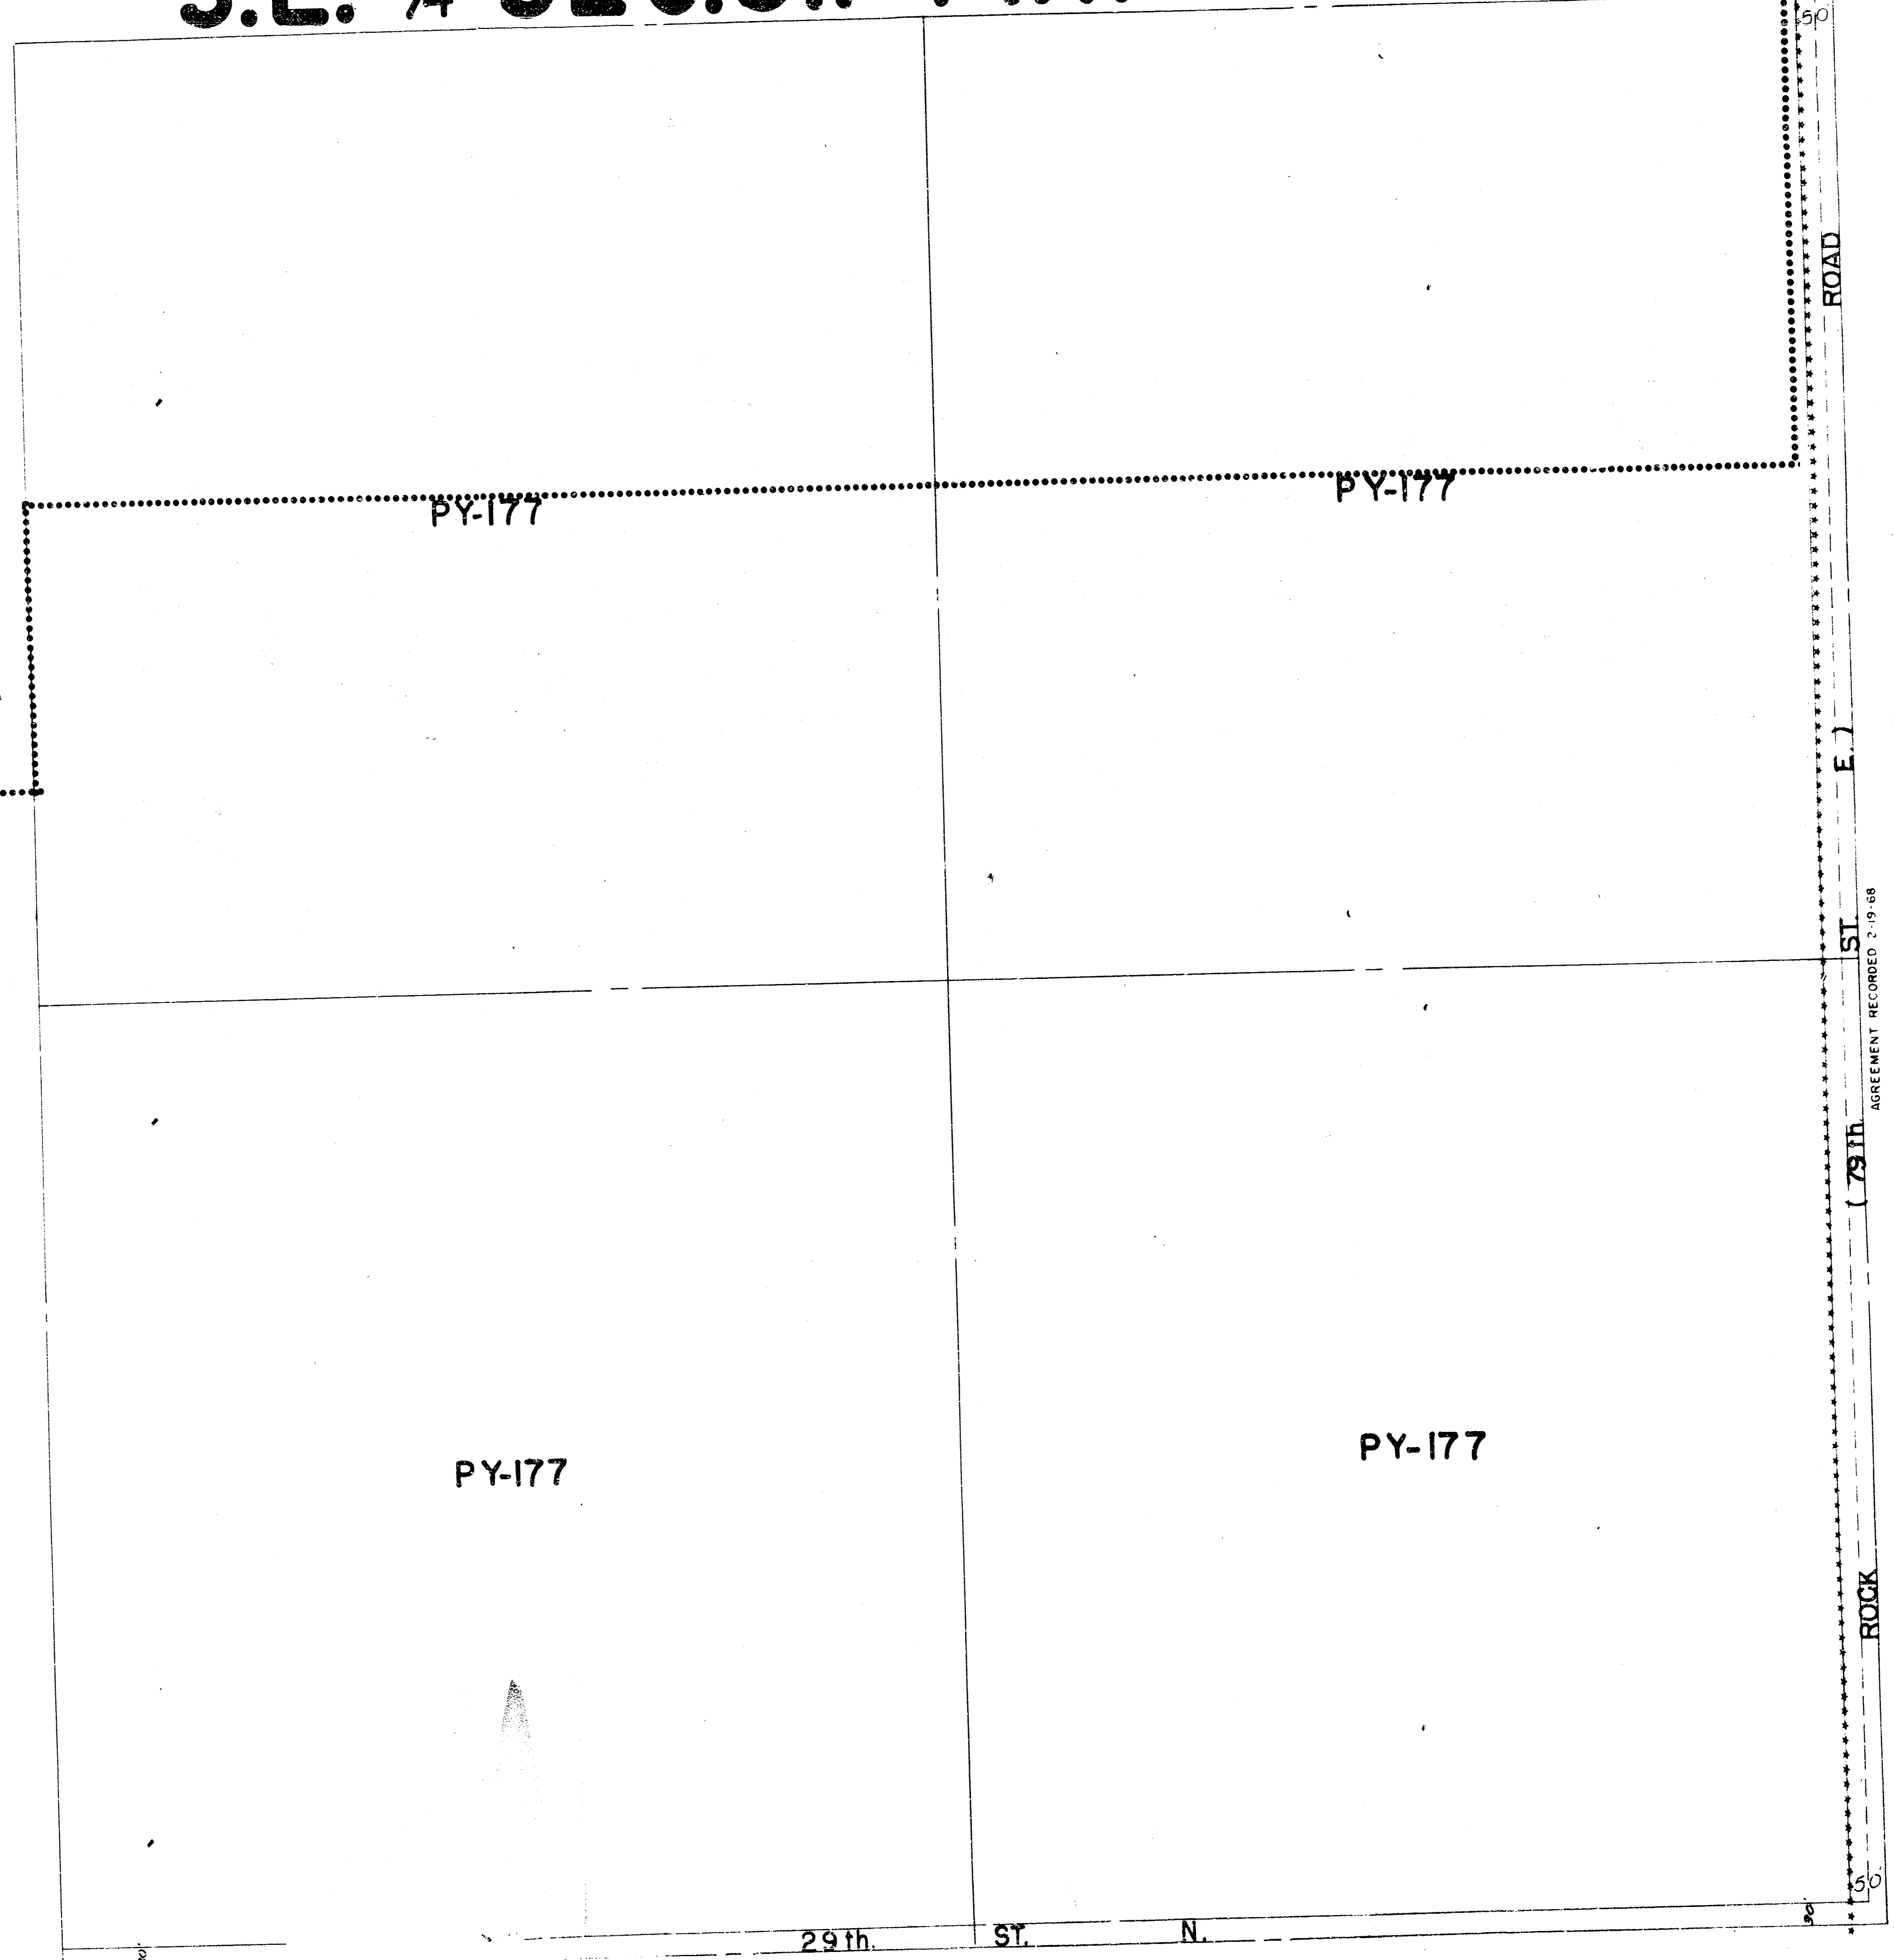 S.E. 1/4 SEC.
50
ROAD
PY-177
PY-177
E. )
ST.
AGREEMENT RECORDED 2-19-68
( 79th
PY-177
PY-177
ROCK
50
30'
29th. ST. N.